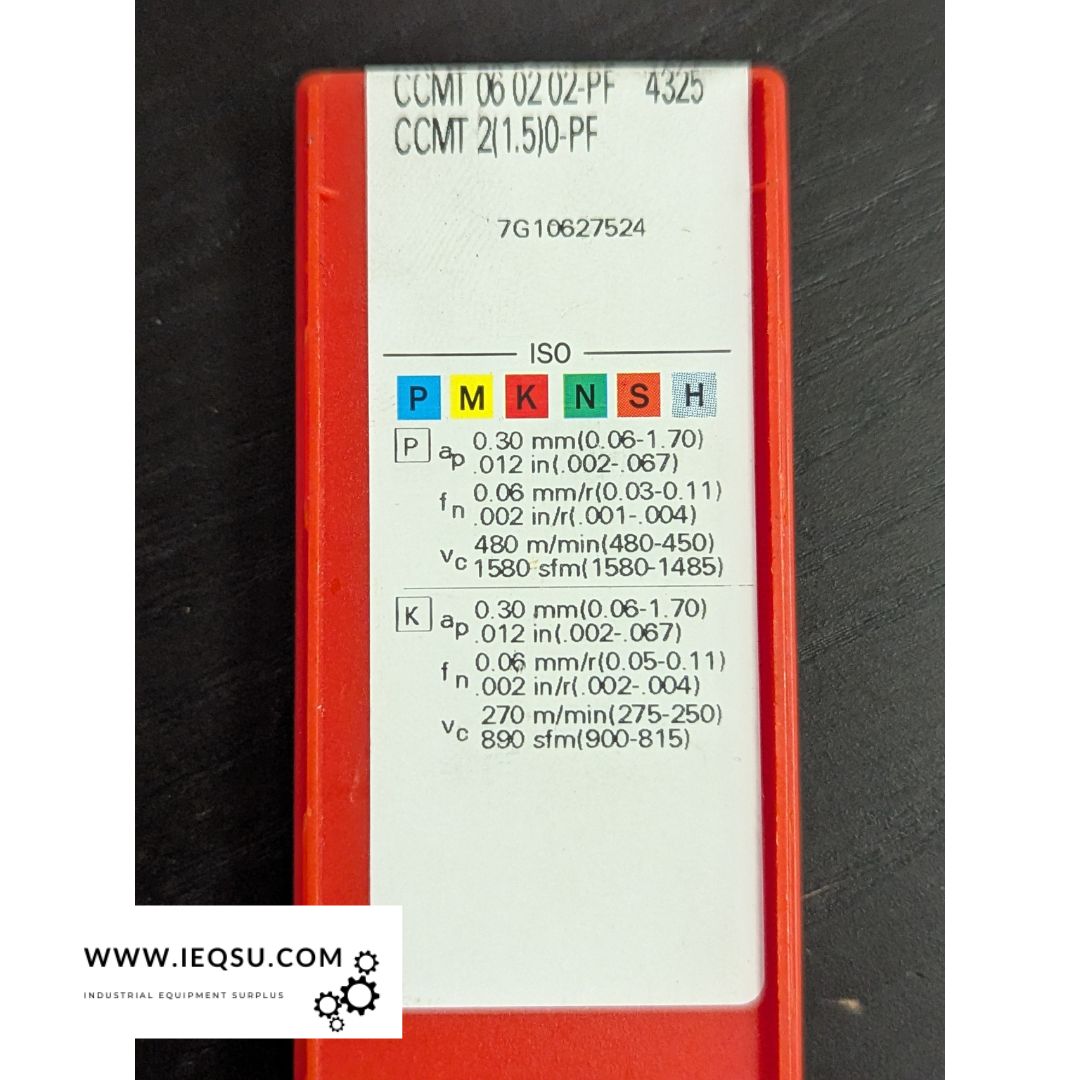 CCMT 06 02 02-PF 4325
CCMT 2(1.5)0-PF
7G10627524
ISO
P M K N S H
P ap 0.30 mm(0.06-1.70)
.012 in(.002-.067)
fn 0.06 mm/r(0.03-0.11)
.002 in/r(.001-.004)
vc 480 m/min(480-450)
1580 sfm(1580-1485)
K ap 0.30 mm(0.06-1.70)
.012 in(.002-.067)
fn 0.06 mm/r(0.05-0.11)
.002 in/r(.002-.004)
vc 270 m/min(275-250)
890 sfm(900-815)
WWW.IEQSU.COM
INDUSTRIAL EQUIPMENT SURPLUS